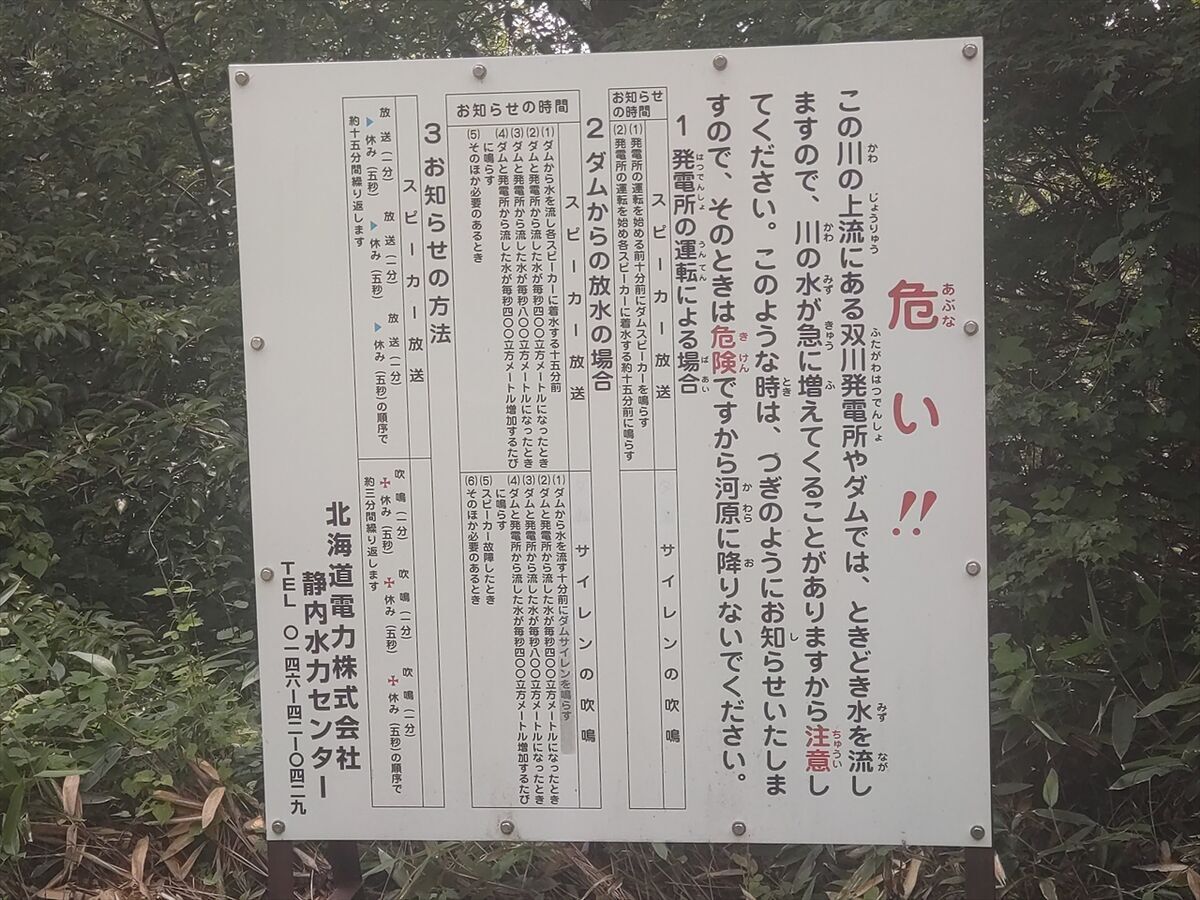 危い!!
この川の上流にある双川発電所やダムでは、ときどき水を流し
ますので、川の水が急に増えてくることがありますから注意し
てください。このような時は、つぎのようにお知らせいたしま
すので、そのときは危険ですから河原に降りないでください。
1 発電所の運転による場合
お知らせの時間
スピーカー放送
(1) 発電所の運転を始める前十分前にダムスピーカーを鳴らす
(2) 発電所の運転を始め各スピーカーに着水する約十五分前に鳴らす
サイレンの吹鳴
2 ダムからの放水の場合
お知らせの時間
スピーカー放送
(1) ダムから水を流し各スピーカーに着水する十五分前
(2) ダムと発電所から流した水が毎秒四〇〇立方メートルになったとき
(3) ダムと発電所から流した水が毎秒八〇〇立方メートルになったとき
(4) ダムと発電所から流した水が毎秒四〇〇立方メートル増加するたび
に鳴らす
(5) そのほか必要のあるとき
サイレンの吹鳴
(1) ダムから水を流す十分前にダムサイレンを鳴らす
(2) ダムと発電所から流した水が毎秒四〇〇立方メートルになったとき
(3) ダムと発電所から流した水が毎秒八〇〇立方メートルになったとき
(4) ダムと発電所から流した水が毎秒四〇〇立方メートル増加するたび
に鳴らす
(5) スピーカー故障したとき
(6) そのほか必要のあるとき
3 お知らせの方法
スピーカー放送
放送(一分) 放送(一分) 放送(一分)
▶休み(五秒) ▶休み(五秒) ▶休み(五秒)の順序で
約十五分間繰り返します
吹鳴(一分) 吹鳴(一分) 吹鳴(一分)
✠休み(五秒) ✠休み(五秒) ✠休み(五秒)の順序で
約三分間繰り返します
北海道電力株式会社
静内水力センター
TEL 〇一四六-四二-〇四二九